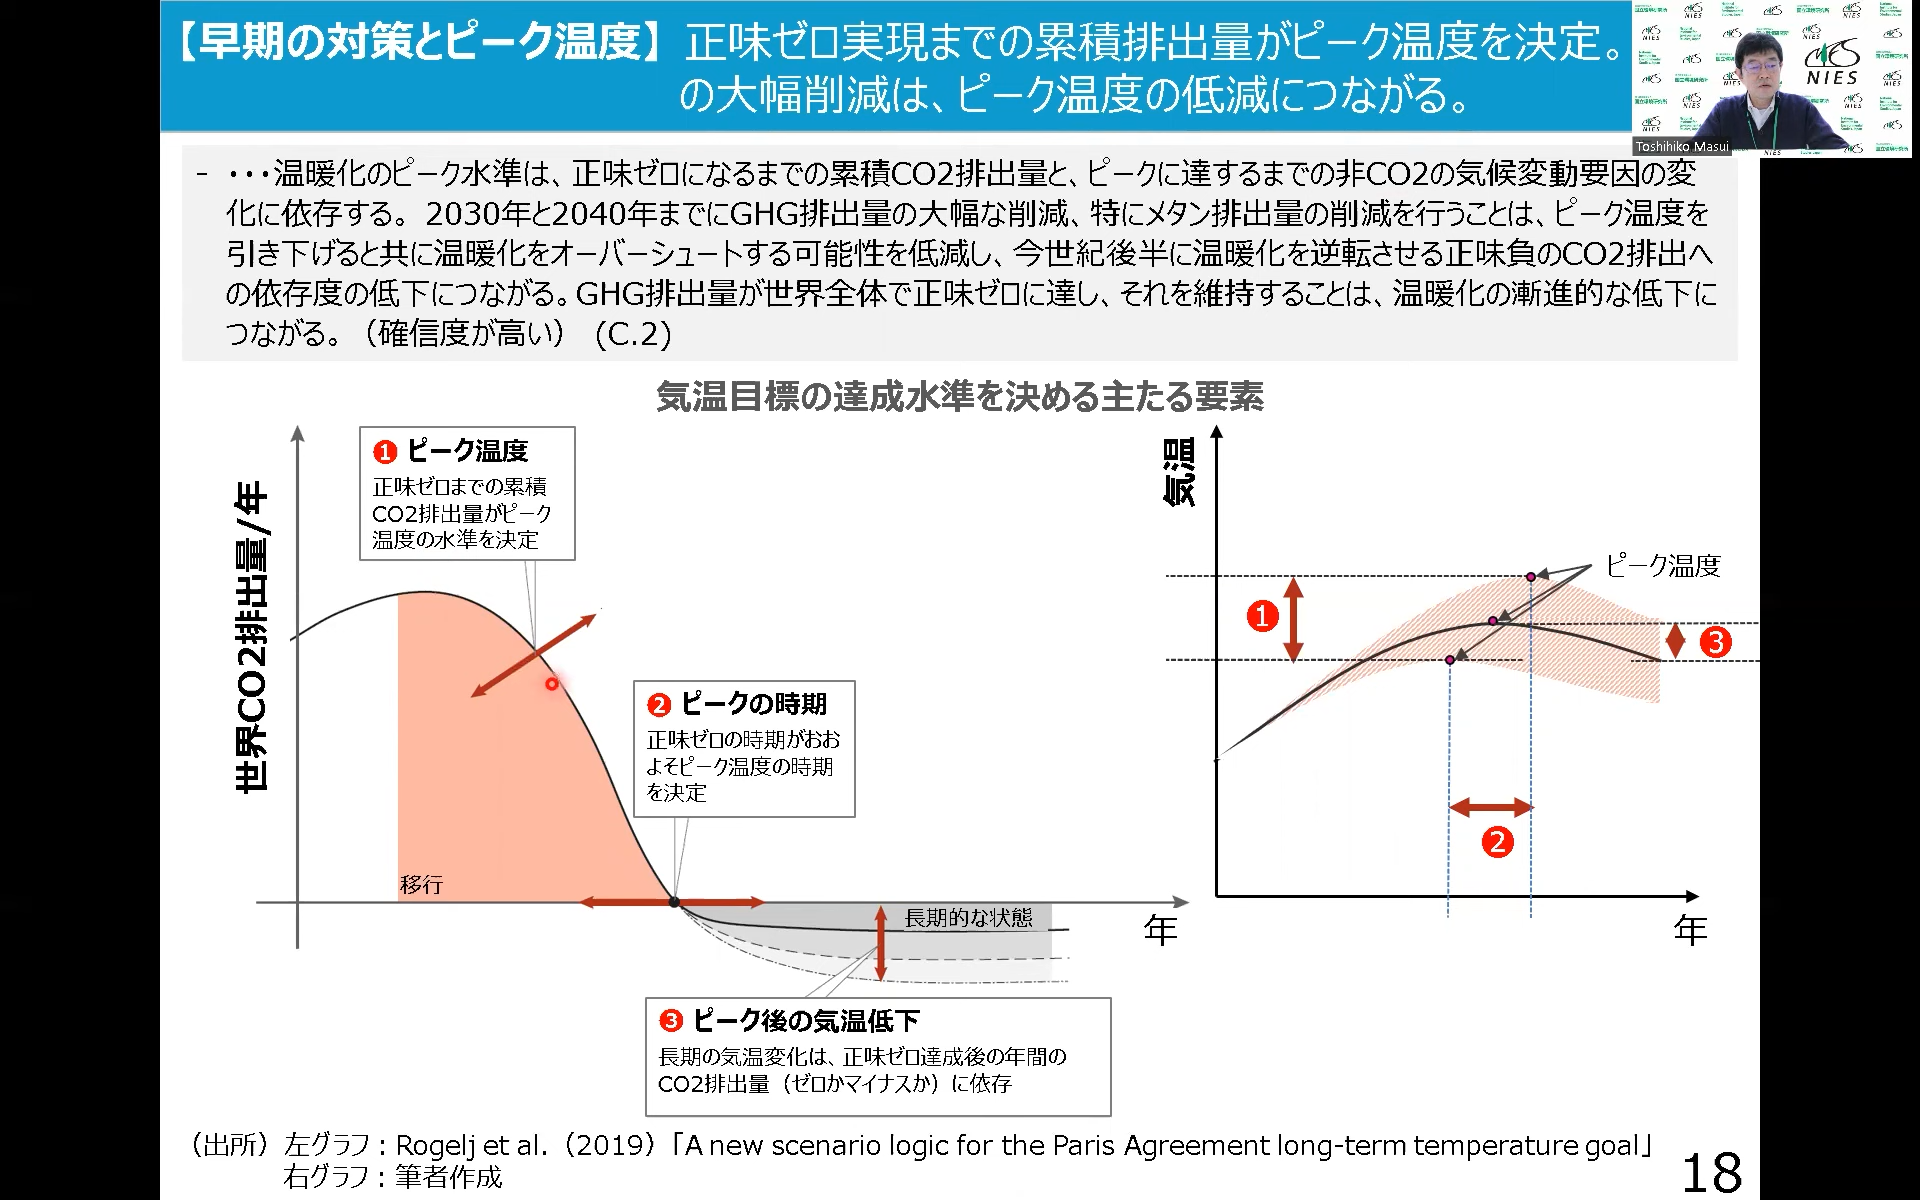 【早期の対策とピーク温度】正味ゼロ実現までの累積排出量がピーク温度を決定。
の大幅削減は、ピーク温度の低減につながる。
NIES
Toshihiko Masui
- ・・・温暖化のピーク水準は、正味ゼロになるまでの累積CO2排出量と、ピークに達するまでの非CO2の気候変動要因の変
化に依存する。 2030年と2040年までにGHG排出量の大幅な削減、特にメタン排出量の削減を行うことは、ピーク温度を
引き下げると共に温暖化をオーバーシュートする可能性を低減し、今世紀後半に温暖化を逆転させる正味負のCO2排出へ
の依存度の低下につながる。GHG排出量が世界全体で正味ゼロに達し、それを維持することは、温暖化の漸進的な低下に
つながる。（確信度が高い） (C.2)
気温目標の達成水準を決める主たる要素
世界CO2排出量/年
❶ ピーク温度
正味ゼロまでの累積
CO2排出量がピーク
温度の水準を決定
❷ ピークの時期
正味ゼロの時期がおお
よそピーク温度の時期
を決定
移行
長期的な状態
年
❸ ピーク後の気温低下
長期の気温変化は、正味ゼロ達成後の年間の
CO2排出量（ゼロかマイナスか）に依存
気温
ピーク温度
❶
❸
❷
年
（出所）左グラフ：Rogelj et al.（2019）「A new scenario logic for the Paris Agreement long-term temperature goal」
右グラフ：筆者作成
18